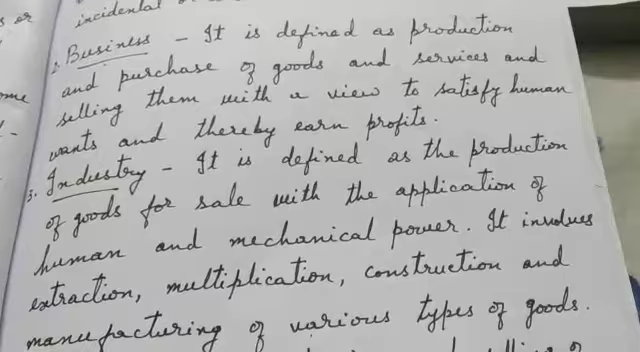 incidental
2. Business - It is defined as production
and purchase of goods and services and
selling them with a view to satisfy human
wants and thereby earn profits.
3. Industry - It is defined as the production
of goods for sale with the application of
human and mechanical power. It involves
extraction, multiplication, construction and
manufacturing of various types of goods.